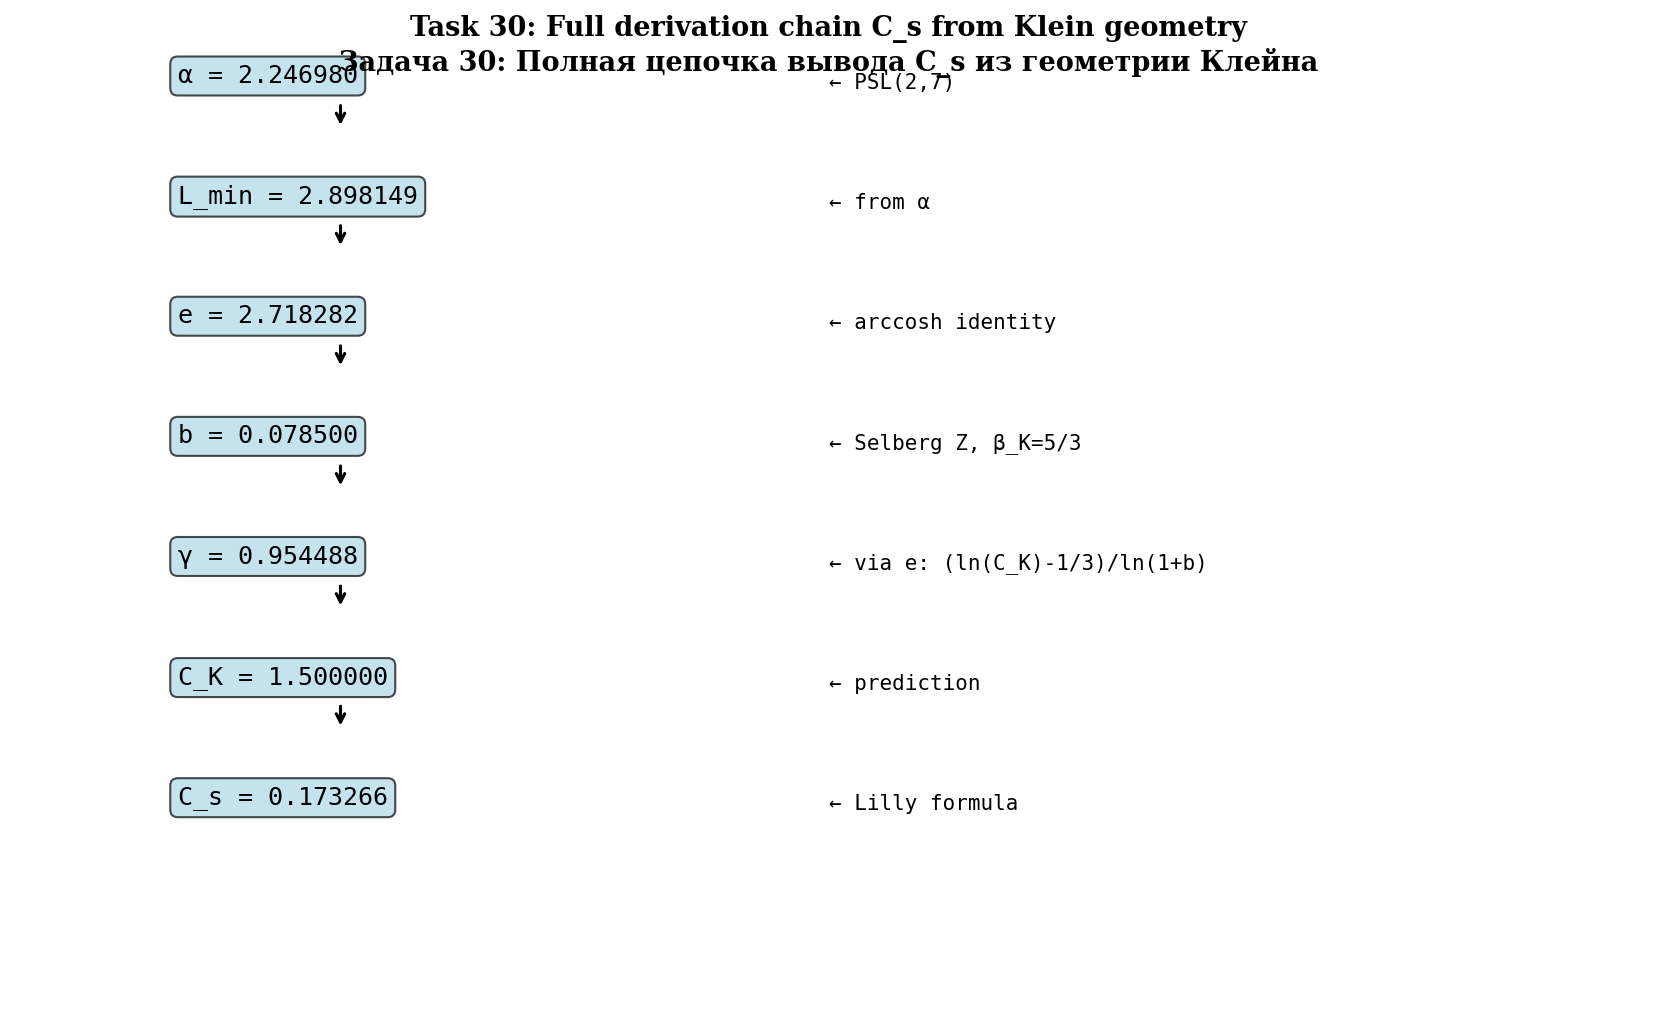 Task 30: Full derivation chain C_s from Klein geometry
Задача 30: Полная цепочка вывода C_s из геометрии Клейна
α = 2.246980
← PSL(2,7)
L_min = 2.898149
← from α
e = 2.718282
← arccosh identity
b = 0.078500
← Selberg Z, β_K=5/3
γ = 0.954488
← via e: (ln(C_K)-1/3)/ln(1+b)
C_K = 1.500000
← prediction
C_s = 0.173266
← Lilly formula